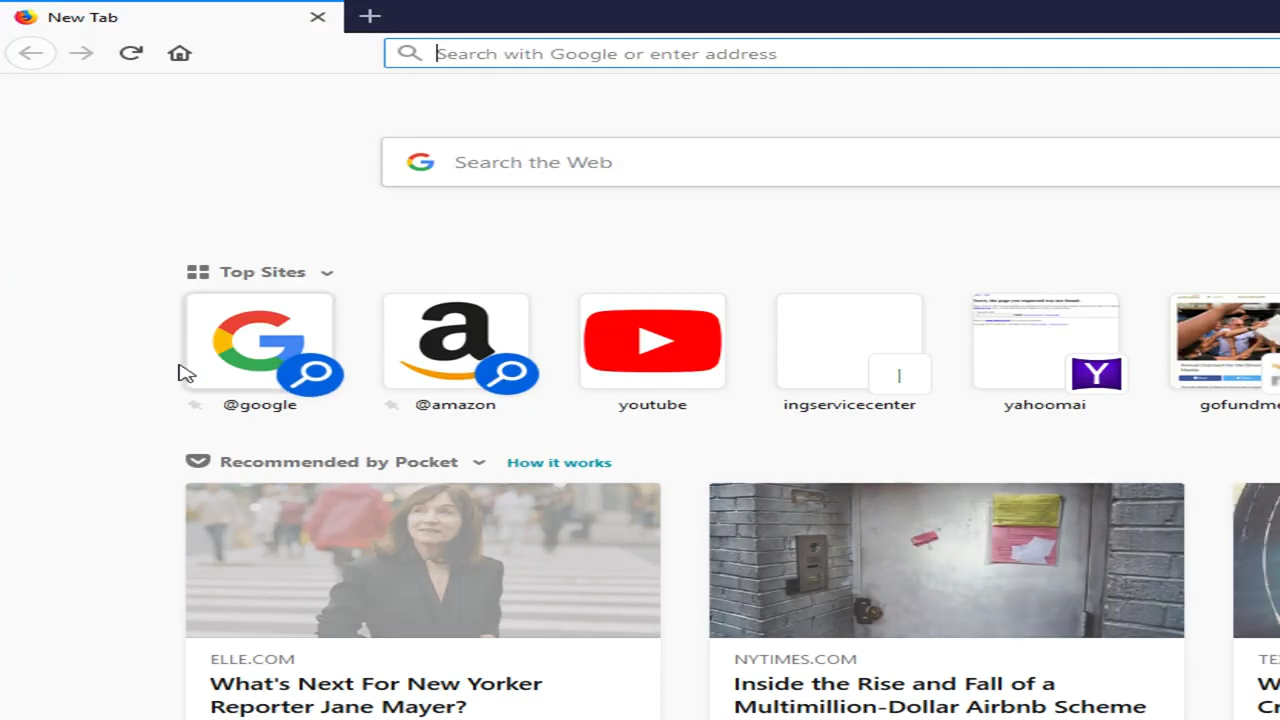 New Tab
Search with Google or enter address
Search the Web
Top Sites
@google
@amazon
youtube
ingservicecenter
yahoomai
gofundme
Recommended by Pocket
How it works
ELLE.COM
What's Next For New Yorker
Reporter Jane Mayer?
NYTIMES.COM
Inside the Rise and Fall of a
Multimillion-Dollar Airbnb Scheme